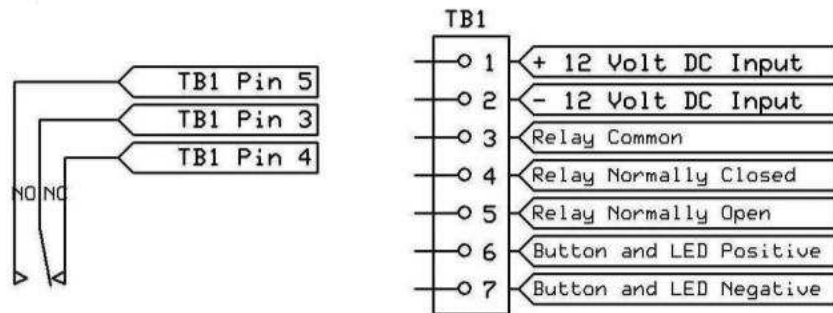 TB1
TB1 Pin 5
TB1 Pin 3
TB1 Pin 4
NO NC
1 + 12 Volt DC Input
2 - 12 Volt DC Input
3 Relay Common
4 Relay Normally Closed
5 Relay Normally Open
6 Button and LED Positive
7 Button and LED Negative